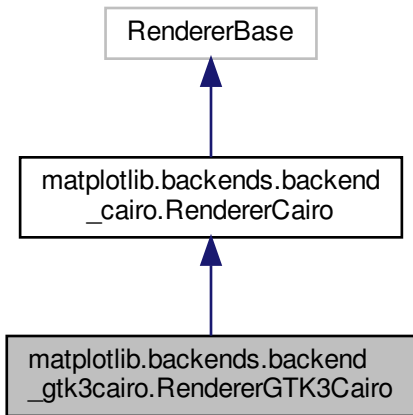 RendererBase
matplotlib.backends.backend
_cairo.RendererCairo
matplotlib.backends.backend
_gtk3cairo.RendererGTK3Cairo